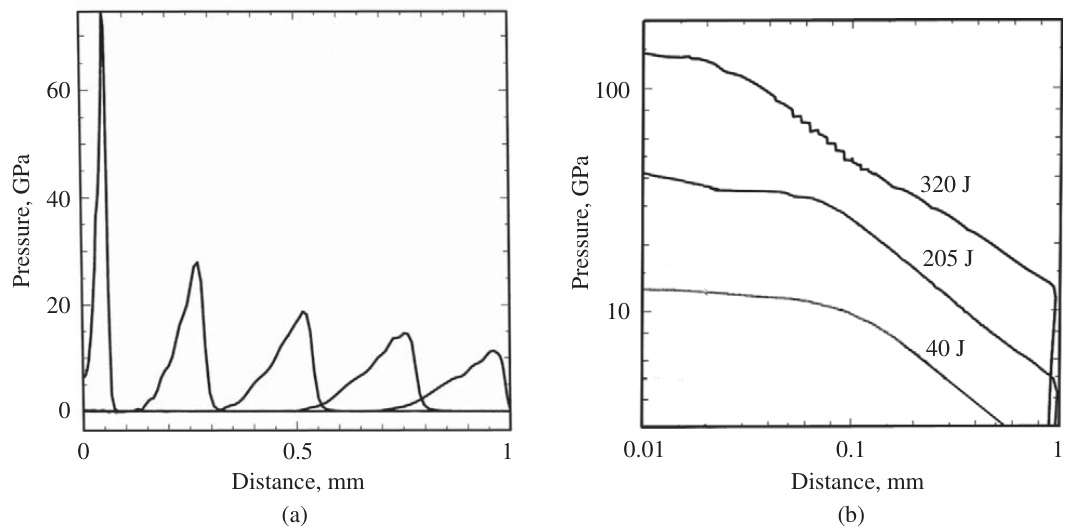 Pressure, GPa
60
40
20
0
0
0.5
1
Distance, mm
(a)
Pressure, GPa
100
10
320 J
205 J
40 J
0.01
0.1
1
Distance, mm
(b)